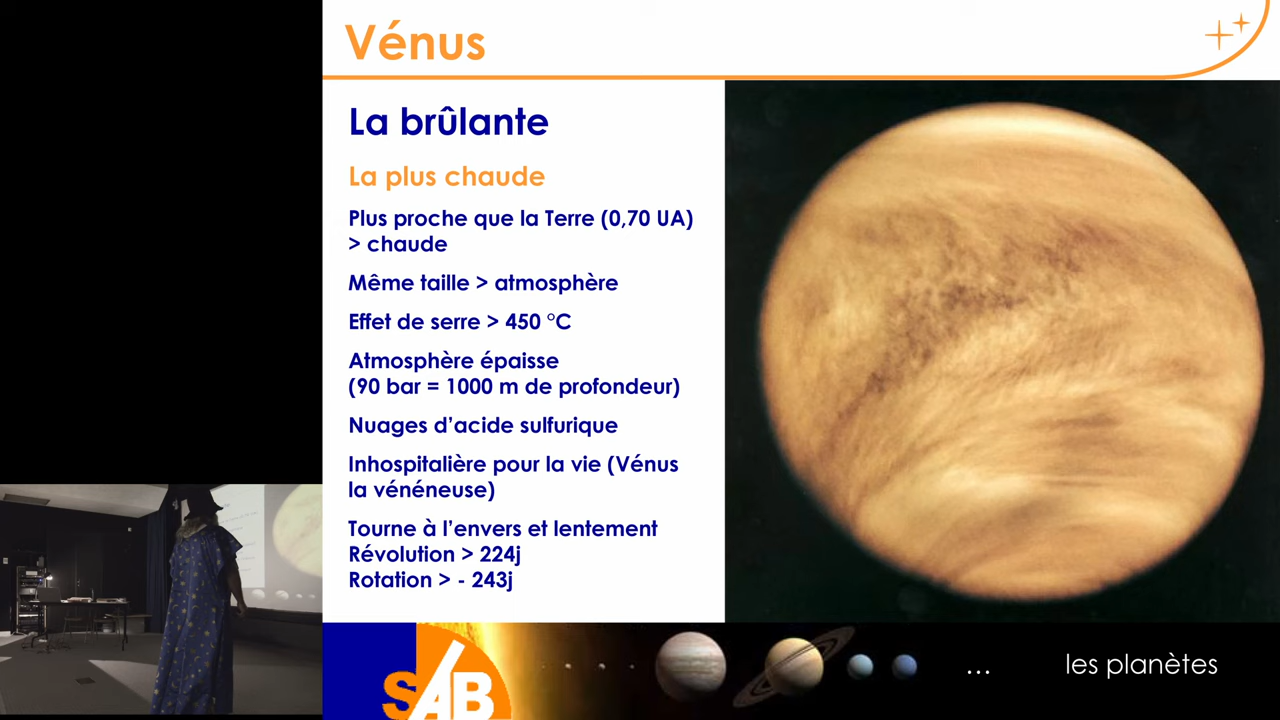 Vénus
La brûlante
La plus chaude
Plus proche que la Terre (0,70 UA)
> chaude
Même taille > atmosphère
Effet de serre > 450 °C
Atmosphère épaisse
(90 bar = 1000 m de profondeur)
Nuages d'acide sulfurique
Inhospitalière pour la vie (Vénus
la vénéneuse)
Tourne à l'envers et lentement
Révolution > 224j
Rotation > - 243j
SAB
... les planètes